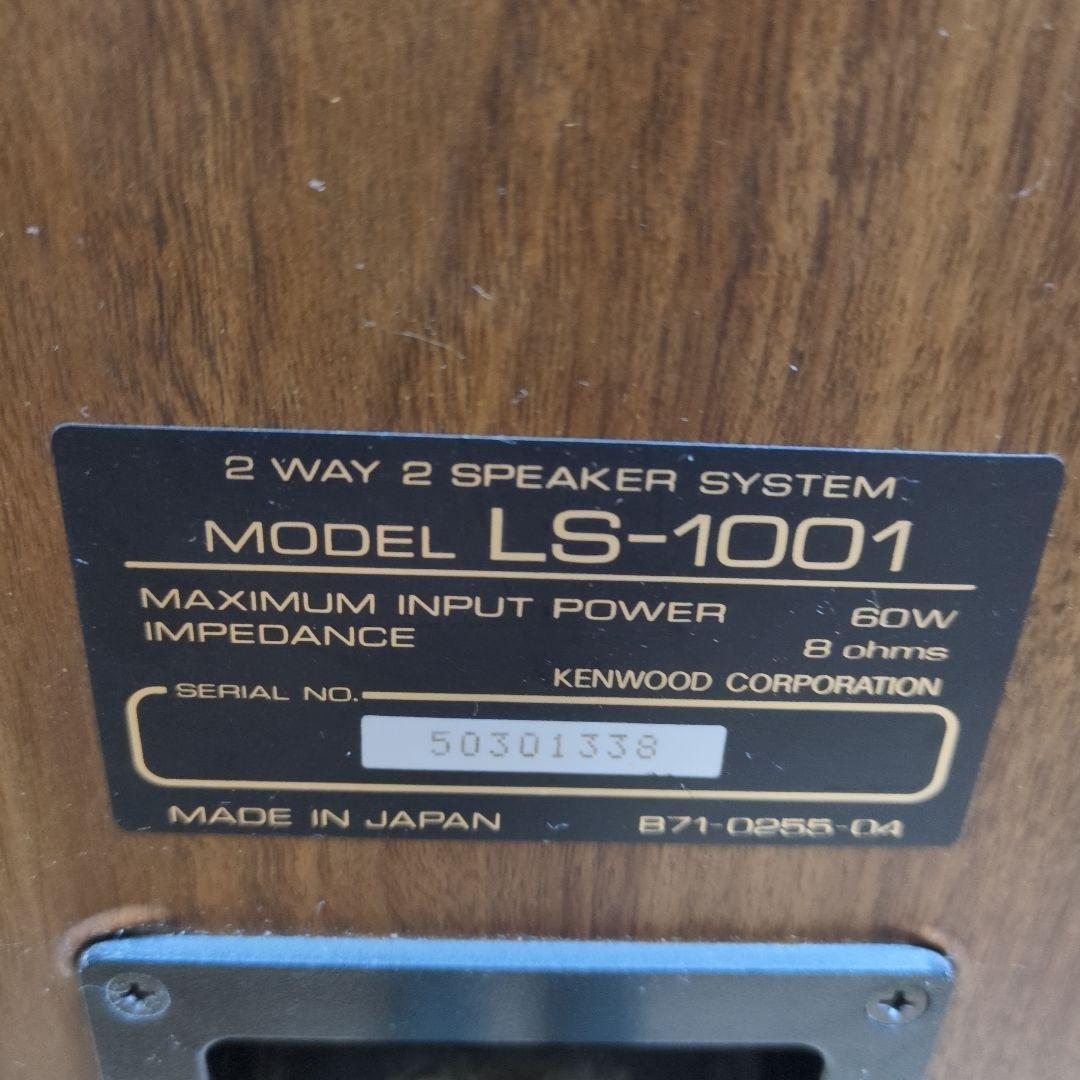 2 WAY 2 SPEAKER SYSTEM
MODEL LS-1001
MAXIMUM INPUT POWER 60W
IMPEDANCE 8 ohms
KENWOOD CORPORATION
SERIAL NO.
50301338
MADE IN JAPAN B71-0255-04